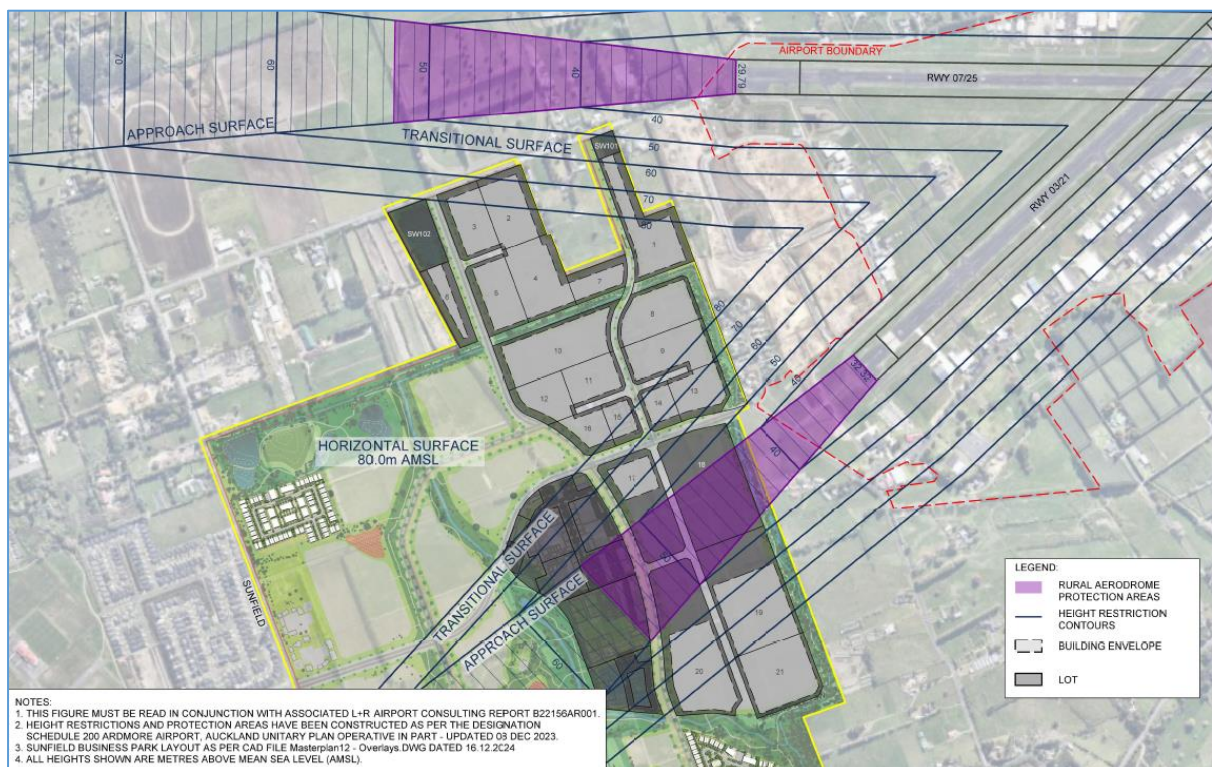 AIRPORT BOUNDARY
70
60
50
40
29.79
RWY 07/25
APPROACH SURFACE
TRANSITIONAL SURFACE
40
50
60
70
80
SW101
RWY 03/21
SW102
3
2
1
4
5
7
6
8
10
9
11
12
14
13
15
16
80
70
60
50
40
32.32
40
HORIZONTAL SURFACE
80.0m AMSL
18
TRANSITIONAL SURFACE
APPROACH SURFACE
SUNFIELD
60
19
20
21
LEGEND:
RURAL AERODROME
PROTECTION AREAS
HEIGHT RESTRICTION
CONTOURS
BUILDING ENVELOPE
LOT
NOTES:
1. THIS FIGURE MUST BE READ IN CONJUNCTION WITH ASSOCIATED L+R AIRPORT CONSULTING REPORT B22156AR001.
2. HEIGHT RESTRICTIONS AND PROTECTION AREAS HAVE BEEN CONSTRUCTED AS PER THE DESIGNATION
SCHEDULE 200 ARDMORE AIRPORT, AUCKLAND UNITARY PLAN OPERATIVE IN PART - UPDATED 08 DEC 2023.
3. SUNFIELD BUSINESS PARK LAYOUT AS PER CAD FILE Masterplan12 - Overlays.DWG DATED 16.12.2024
4. ALL HEIGHTS SHOWN ARE METRES ABOVE MEAN SEA LEVEL (AMSL).